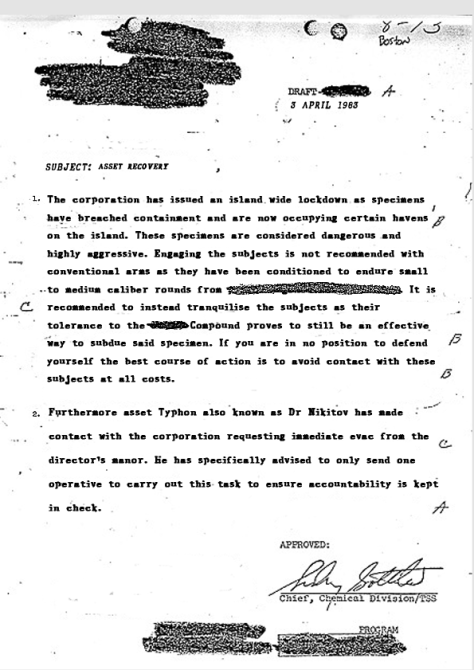 8-15
Boston
DRAFT- A
3 APRIL 1983
SUBJECT: ASSET RECOVERY
1. The corporation has issued an island wide lockdown as specimens
have breached containment and are now occupying certain havens B
on the island. These specimens are considered dangerous and
highly aggressive. Engaging the subjects is not recommended with
conventional arms as they have been conditioned to endure small
to medium caliber rounds from . It is
C recommended to instead tranquilise the subjects as their
tolerance to the Compound proves to still be an effective
way to subdue said specimen. If you are in no position to defend B
yourself the best course of action is to avoid contact with these
subjects at all costs. B
2. Furthermore asset Typhon also known as Dr Nikitov has made
contact with the corporation requesting immediate evac from the C
director's manor. He has specifically advised to only send one
operative to carry out this task to ensure accountability is kept
in check. A
APPROVED:
Chief, Chemical Division/TSS
PROGRAM